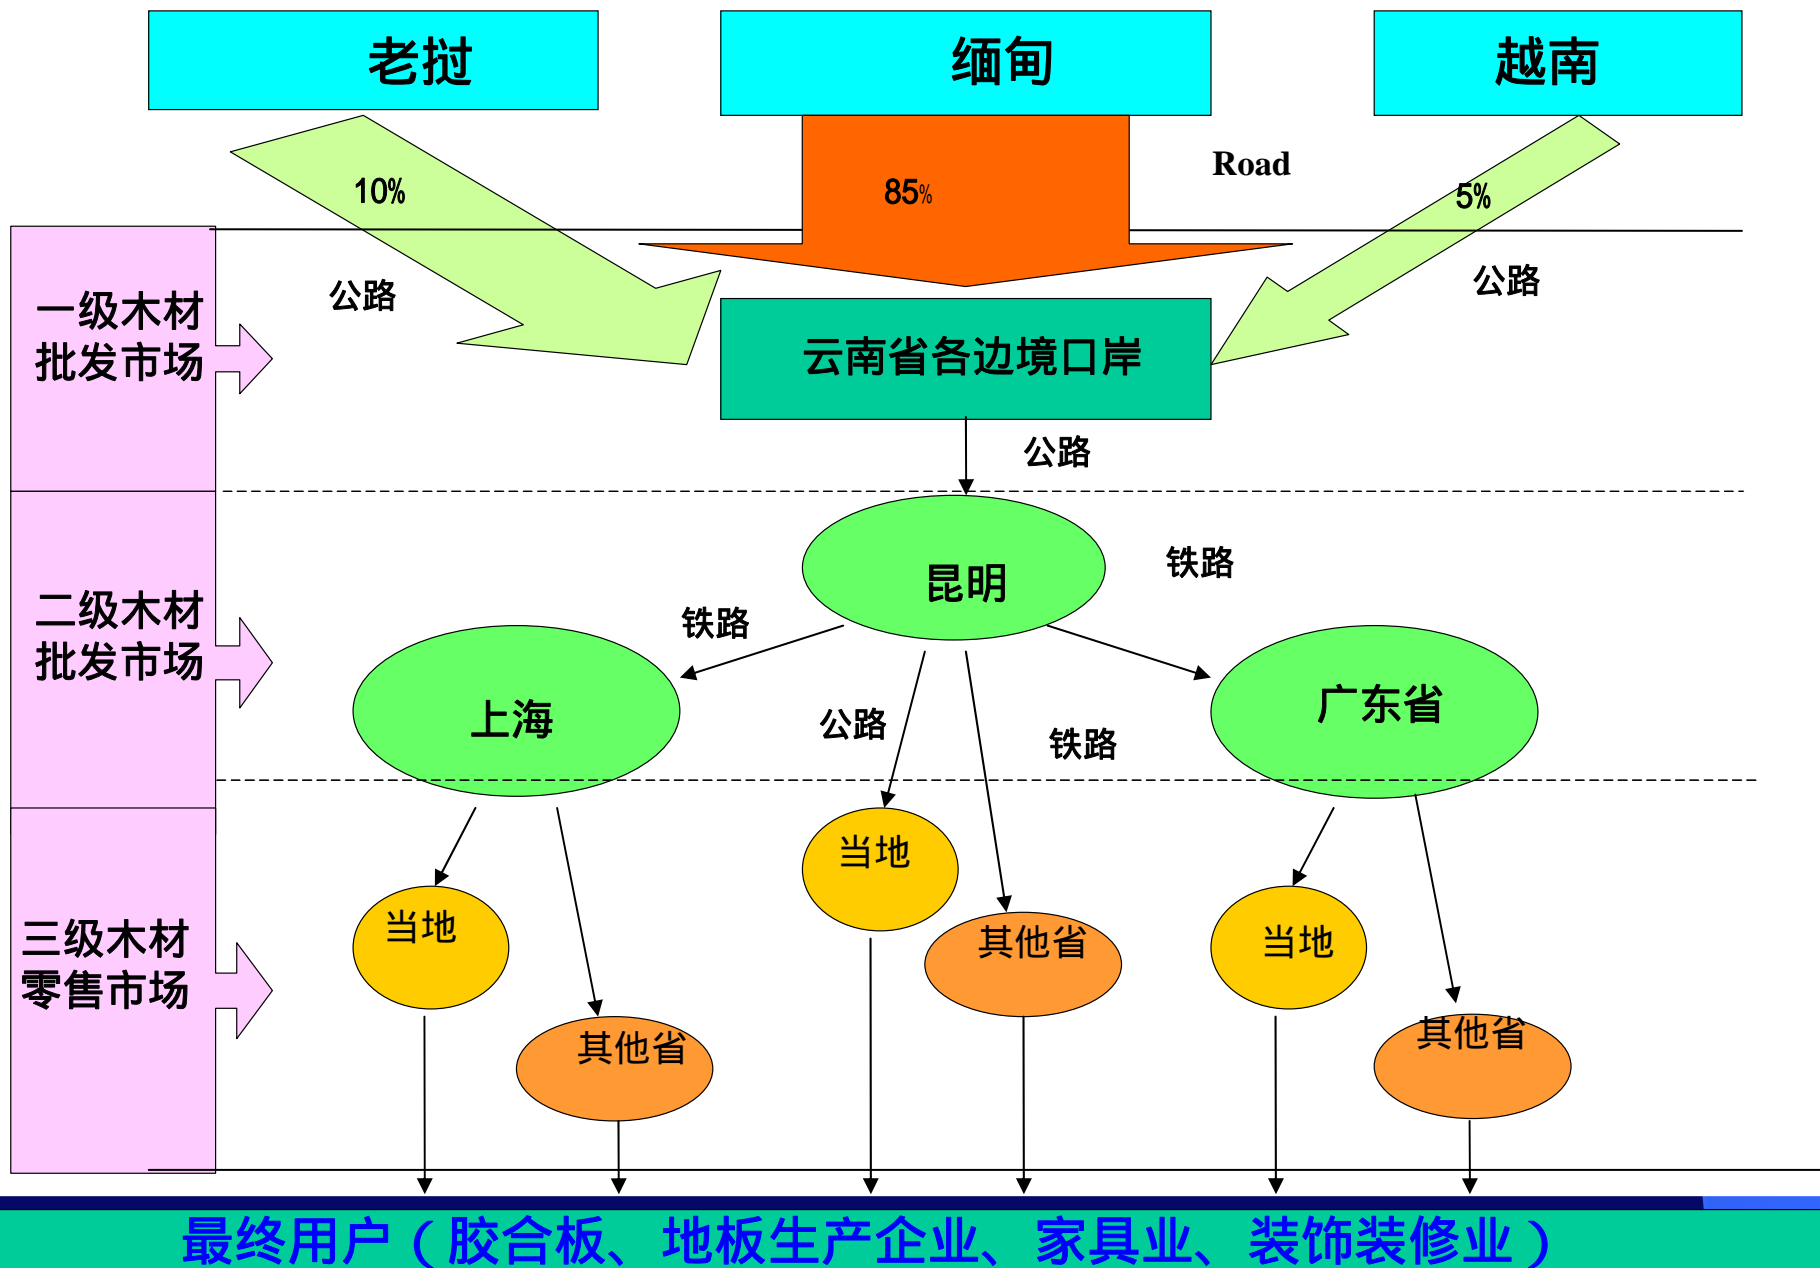 老挝
缅甸
越南
Road
10%
85%
5%
公路
公路
一级木材
批发市场
云南省各边境口岸
公路
昆明
铁路
铁路
二级木材
批发市场
上海
公路
铁路
广东省
当地
当地
其他省
当地
三级木材
零售市场
其他省
其他省
最终用户（胶合板、地板生产企业、家具业、装饰装修业）